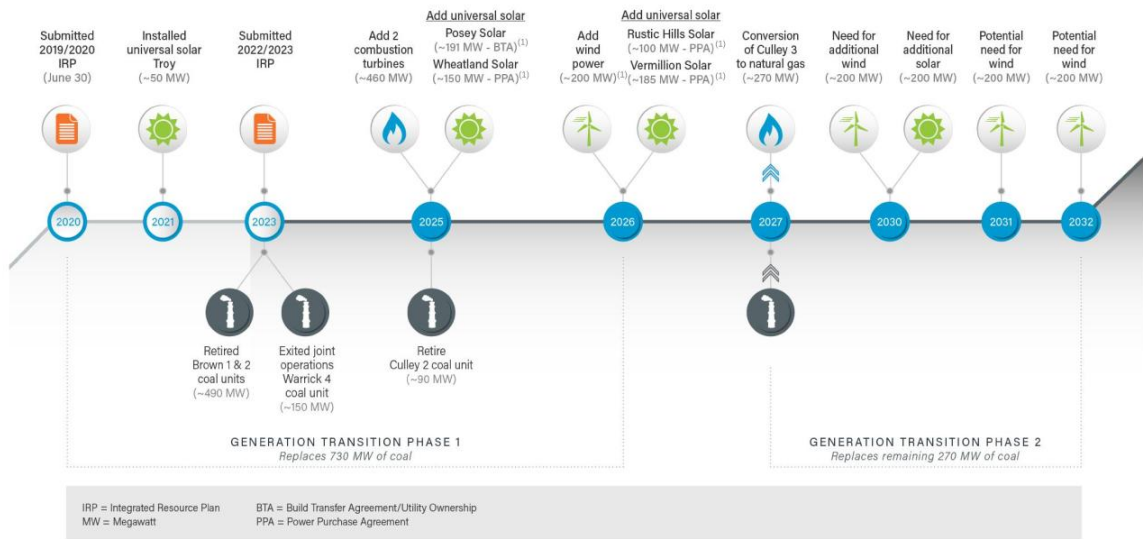 Submitted
2019/2020
IRP
(June 30)
Installed
universal solar
Troy
(~50 MW)
Submitted
2022/2023
IRP
Add 2
combustion
turbines
(~460 MW)
Add universal solar
Posey Solar
(~191 MW - BTA)(1)
Wheatland Solar
(~150 MW - PPA)(1)
Add
wind
power
(~200 MW)(1)
Add universal solar
Rustic Hills Solar
(~100 MW - PPA)(1)
Vermillion Solar
(~185 MW - PPA)(1)
Conversion
of Culley 3
to natural gas
(~270 MW)
Need for
additional
wind
(~200 MW)
Need for
additional
solar
(~200 MW)
Potential
need for
wind
(~200 MW)
Potential
need for
wind
(~200 MW)
2020
2021
2023
2025
2026
2027
2030
2031
2032
Retired
Brown 1 & 2
coal units
(~490 MW)
Exited joint
operations
Warrick 4
coal unit
(~150 MW)
Retire
Culley 2 coal unit
(~90 MW)
GENERATION TRANSITION PHASE 1
Replaces 730 MW of coal
GENERATION TRANSITION PHASE 2
Replaces remaining 270 MW of coal
IRP = Integrated Resource Plan
MW = Megawatt
BTA = Build Transfer Agreement/Utility Ownership
PPA = Power Purchase Agreement